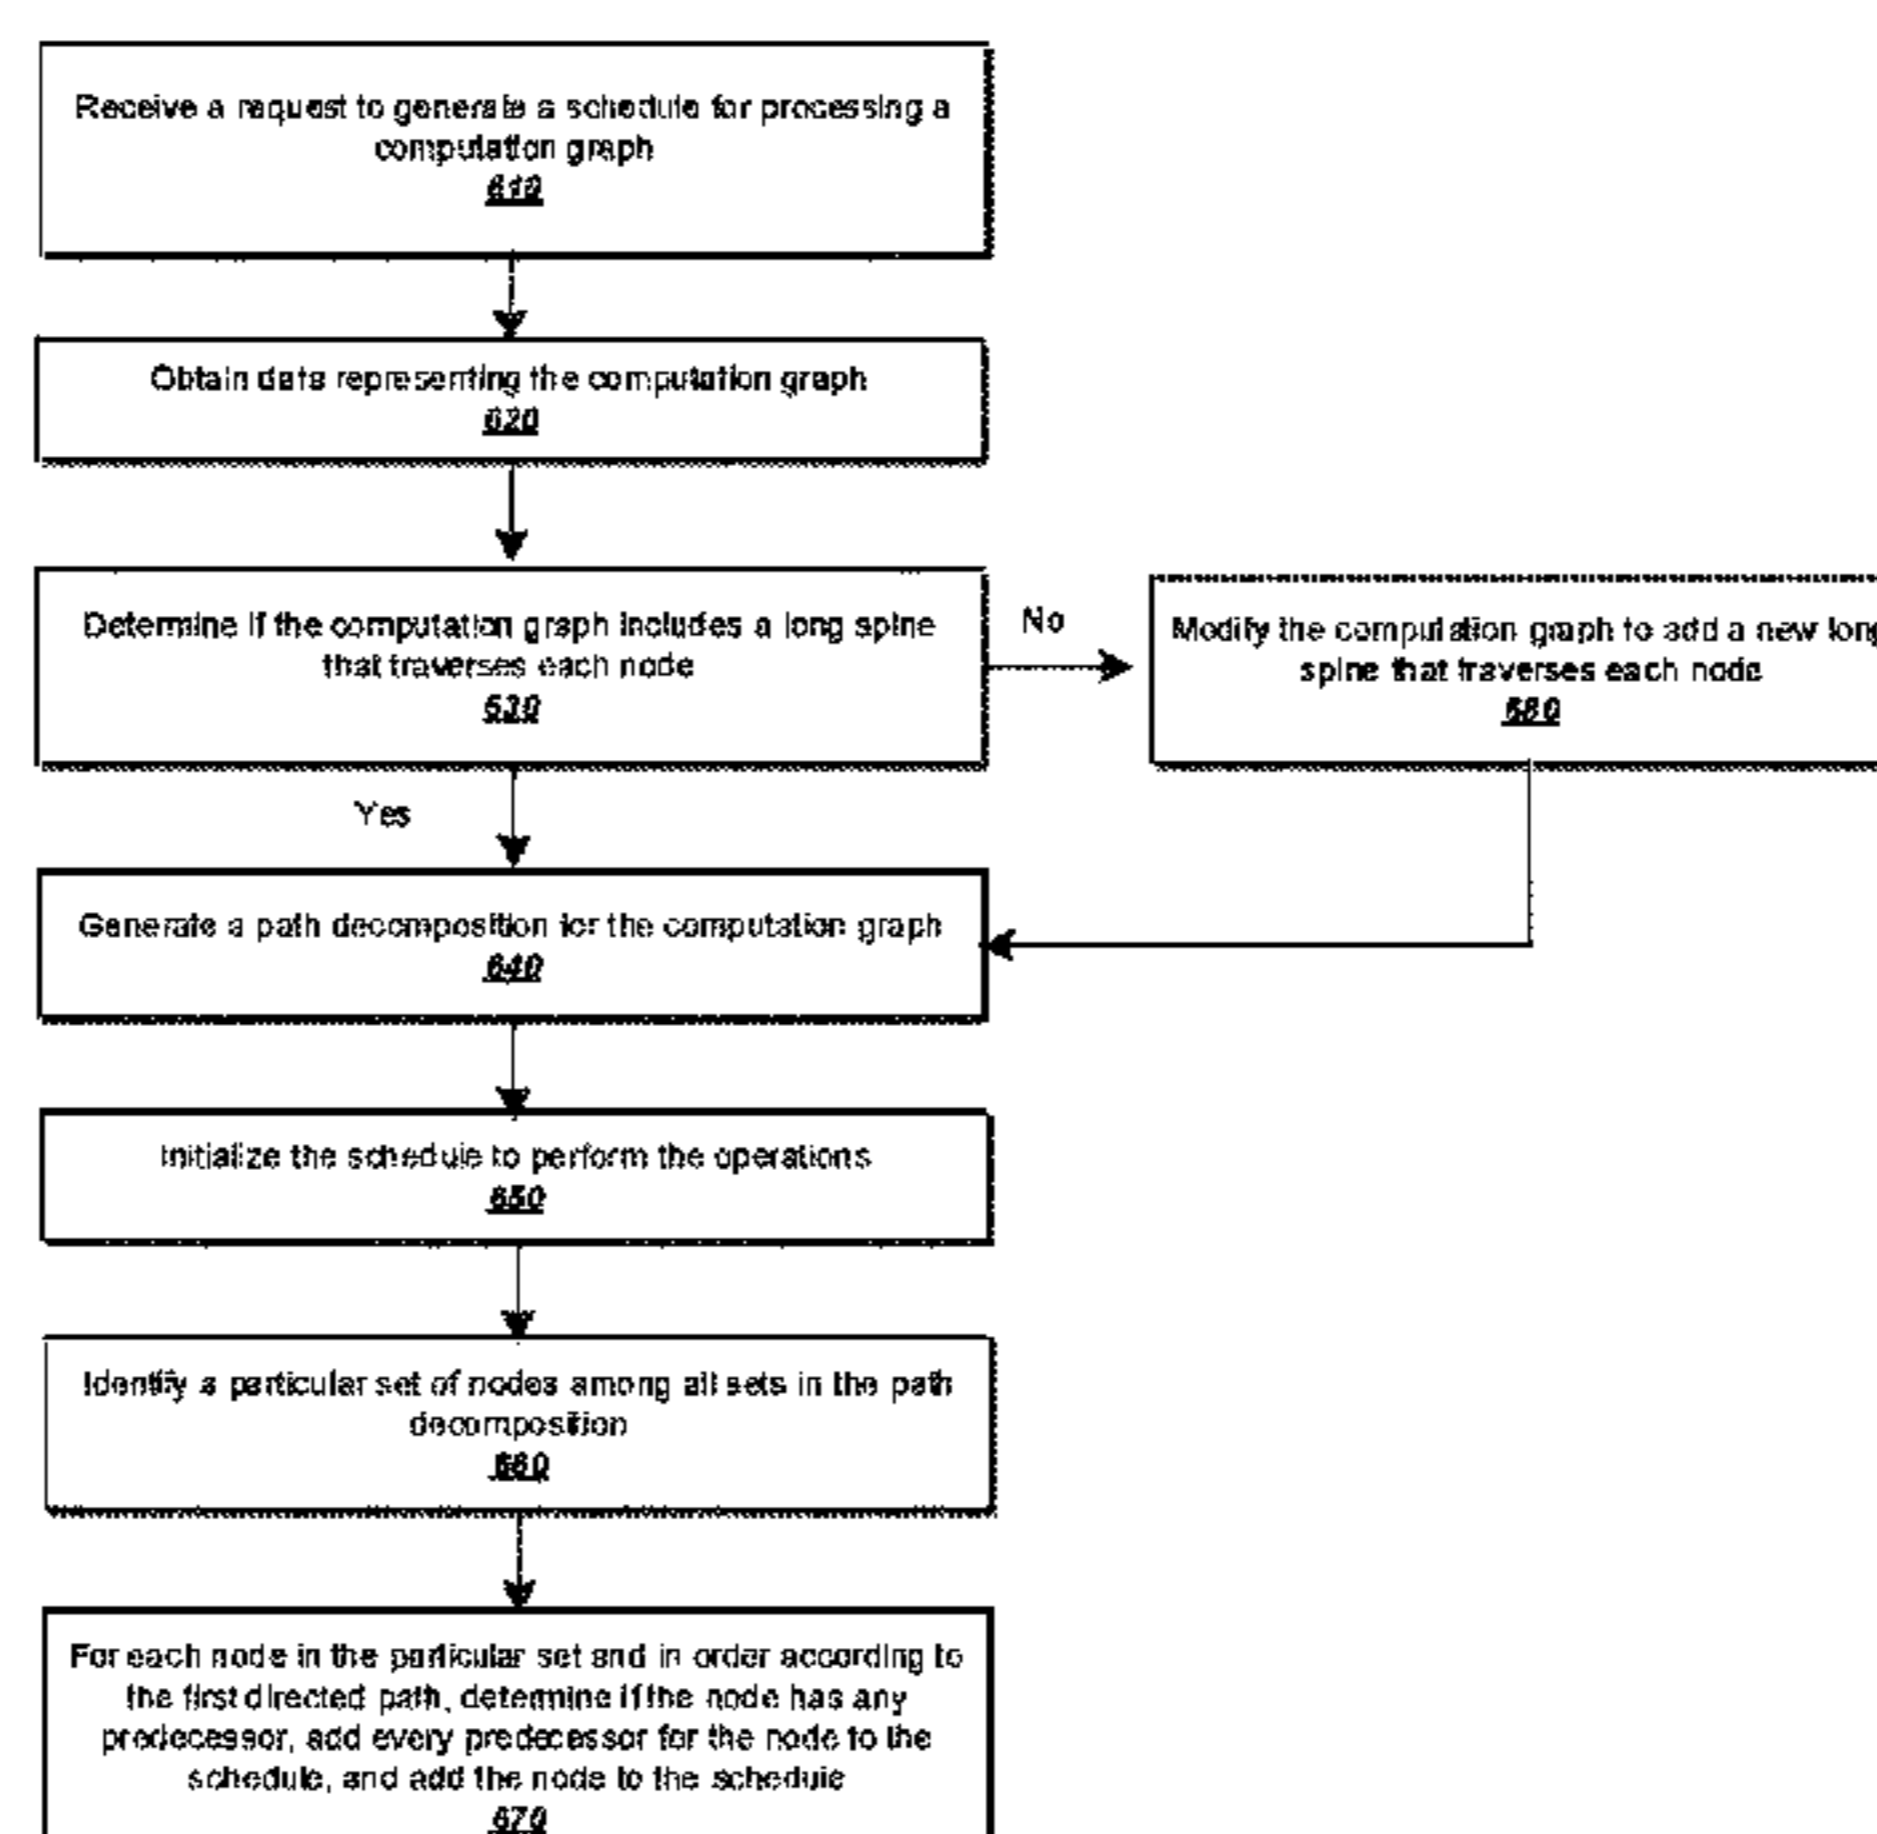 Receive a request to generate a schedule for processing a
computation graph
610
Obtain data representing the computation graph
620
Determine if the computation graph includes a long spine
that traverses each node
630
No
Modify the computation graph to add a new long
spine that traverses each node
680
Yes
Generate a path decomposition for the computation graph
640
Initialize the schedule to perform the operations
650
Identify a particular set of nodes among all sets in the path
decomposition
660
For each node in the particular set and in order according to
the first directed path, determine if the node has any
predecessor, add every predecessor for the node to the
schedule, and add the node to the schedule
670